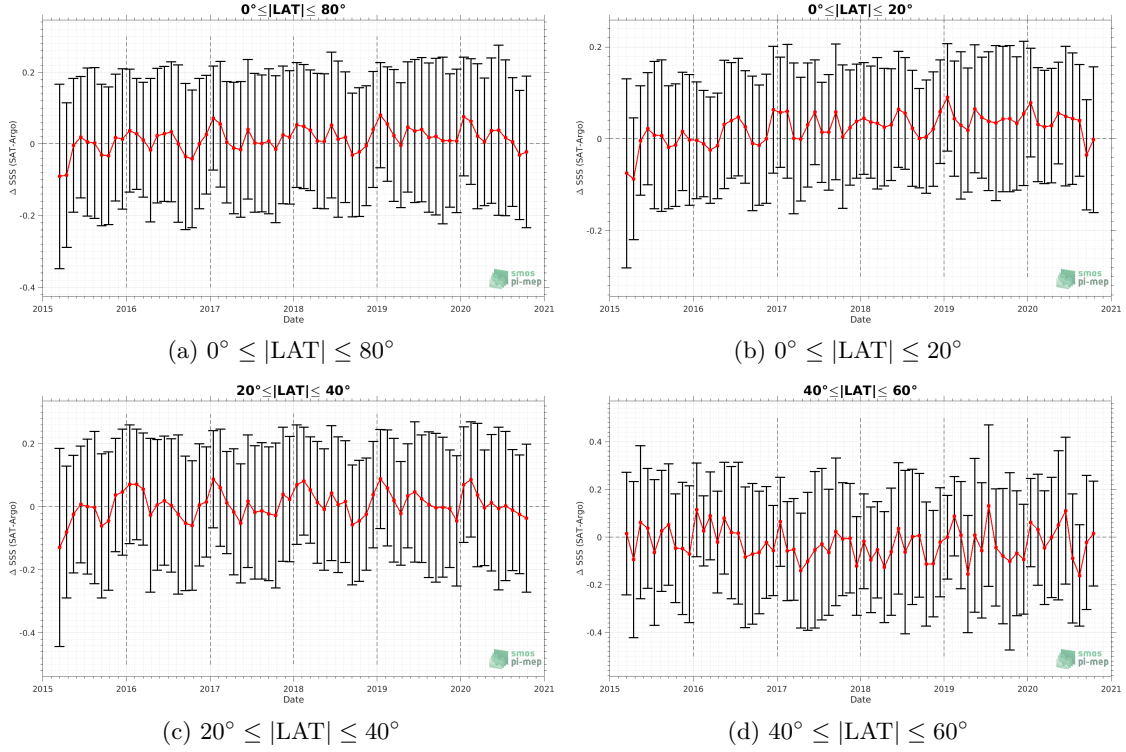 0°≤|LAT|≤ 80°
Δ SSS (SAT-Argo)
0.2
0
-0.2
-0.4
2015 2016 2017 2018 2019 2020 2021
Date
smos
pi-mep
(a) 0° ≤ |LAT| ≤ 80°
0°≤|LAT|≤ 20°
Δ SSS (SAT-Argo)
0.2
0
-0.2
2015 2016 2017 2018 2019 2020 2021
Date
smos
pi-mep
(b) 0° ≤ |LAT| ≤ 20°
20°≤|LAT|≤ 40°
Δ SSS (SAT-Argo)
0.2
0
-0.2
-0.4
2015 2016 2017 2018 2019 2020 2021
Date
smos
pi-mep
(c) 20° ≤ |LAT| ≤ 40°
40°≤|LAT|≤ 60°
Δ SSS (SAT-Argo)
0.4
0.2
0
-0.2
-0.4
2015 2016 2017 2018 2019 2020 2021
Date
smos
pi-mep
(d) 40° ≤ |LAT| ≤ 60°